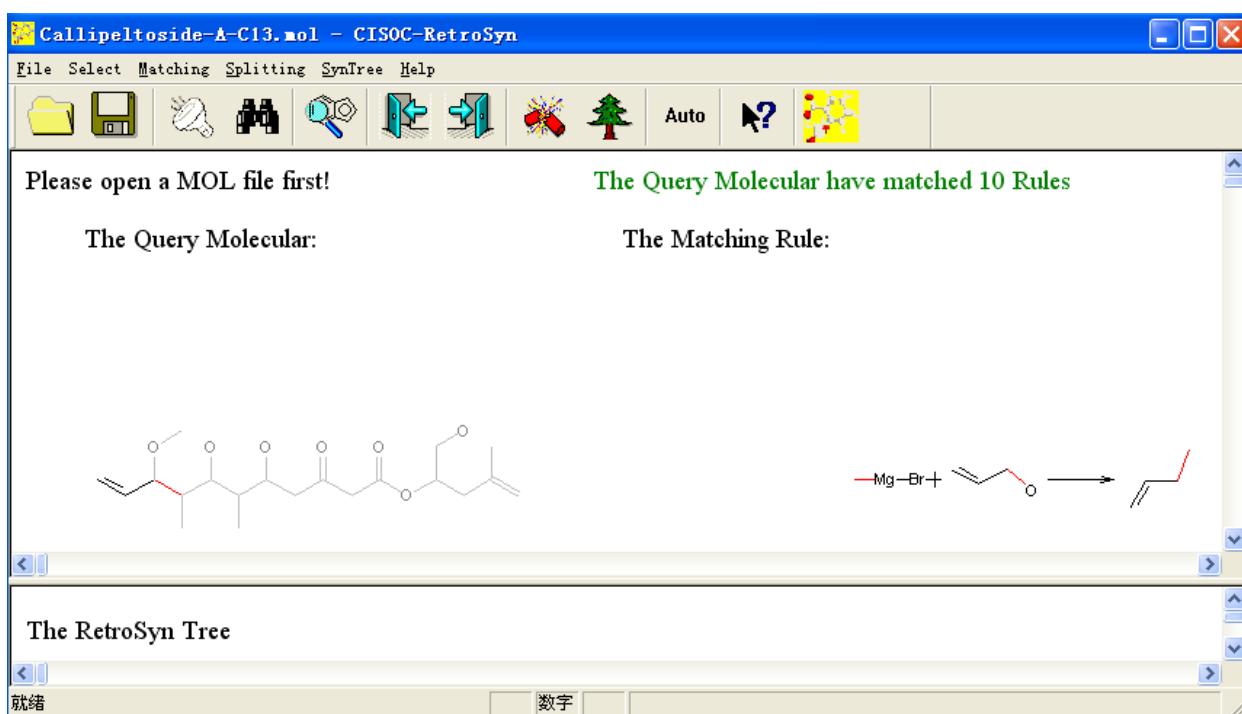 Callipeltoside-A-C13.mol - CISOC-RetroSyn
File Select Matching Splitting SynTree Help
Auto
Please open a MOL file first!
The Query Molecular have matched 10 Rules
The Query Molecular:
The Matching Rule:
O O O O O O O
Mg Br + O
The RetroSyn Tree
就绪
数字